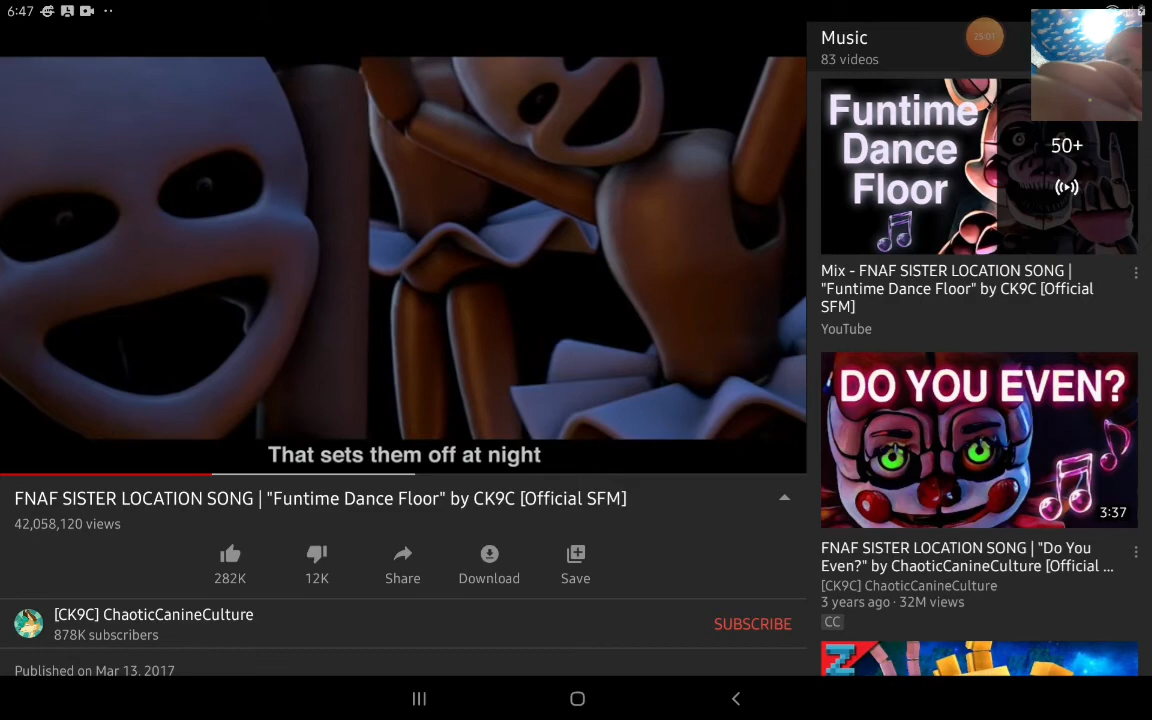 6:47
25:01
That sets them off at night
FNAF SISTER LOCATION SONG | "Funtime Dance Floor" by CK9C [Official SFM]
42,058,120 views
282K
12K
Share
Download
Save
[CK9C] ChaoticCanineCulture
878K subscribers
SUBSCRIBE
Published on Mar 13, 2017
Music
83 videos
Funtime
Dance
Floor
50+
Mix - FNAF SISTER LOCATION SONG |
"Funtime Dance Floor" by CK9C [Official
SFM]
YouTube
DO YOU EVEN?
3:37
FNAF SISTER LOCATION SONG | "Do You
Even?" by ChaoticCanineCulture [Official ...
[CK9C] ChaoticCanineCulture
3 years ago · 32M views
CC
Z